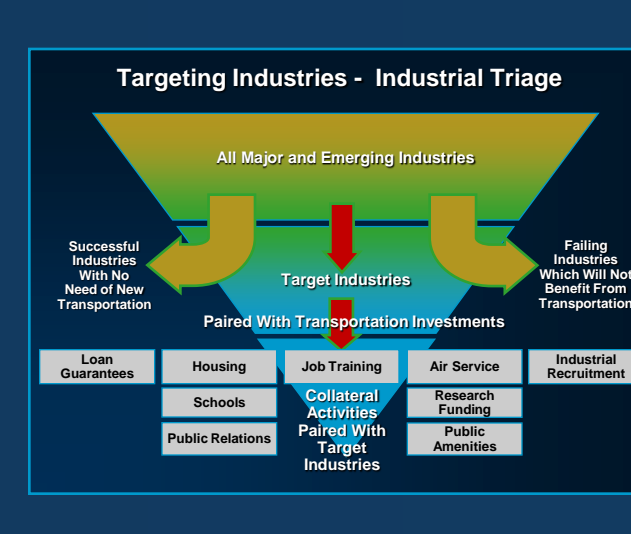 Targeting Industries - Industrial Triage
All Major and Emerging Industries
Successful
Industries
With No
Need of New
Transportation
Failing
Industries
Which Will Not
Benefit From
Transportation
Target Industries
Paired With Transportation Investments
Loan
Guarantees
Housing
Job Training
Air Service
Industrial
Recruitment
Schools
Research
Funding
Public Relations
Public
Amenities
Collateral
Activities
Paired With
Target
Industries